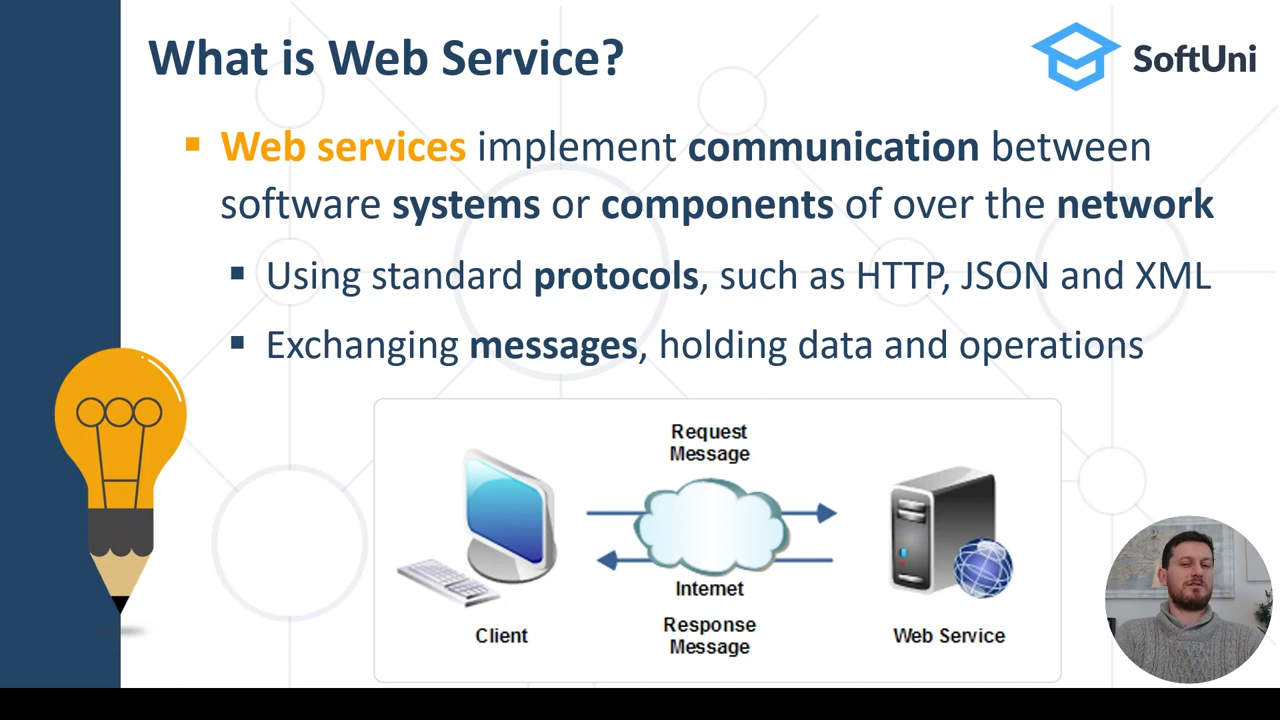 What is Web Service?
SoftUni
Web services implement communication between
software systems or components of over the network
Using standard protocols, such as HTTP, JSON and XML
Exchanging messages, holding data and operations
Request
Message
Internet
Response
Message
Client
Web Service